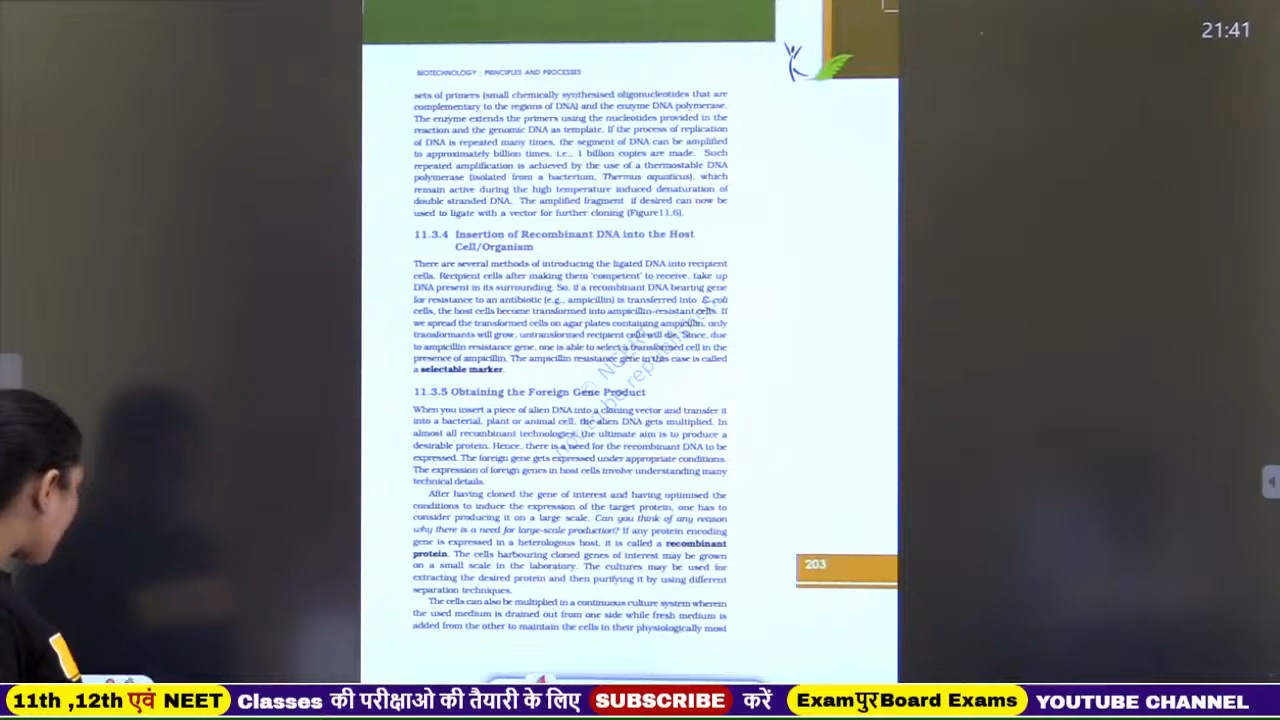 21:41
BIOTECHNOLOGY : PRINCIPLES AND PROCESSES
sets of primers (small chemically synthesised oligonucleotides that are
complementary to the regions of DNA) and the enzyme DNA polymerase.
The enzyme extends the primers using the nucleotides provided in the
reaction and the genomic DNA as template. If the process of replication
of DNA is repeated many times, the segment of DNA can be amplified
to approximately billion times, i.e., 1 billion copies are made. Such
repeated amplification is achieved by the use of a thermostable DNA
polymerase (isolated from a bacterium, Thermus aquaticus), which
remain active during the high temperature induced denaturation of
double stranded DNA. The amplified fragment if desired can now be
used to ligate with a vector for further cloning (Figure11.6).
11.3.4 Insertion of Recombinant DNA into the Host
Cell/Organism
There are several methods of introducing the ligated DNA into recipient
cells. Recipient cells after making them 'competent' to receive, take up
DNA present in its surrounding. So, if a recombinant DNA bearing gene
for resistance to an antibiotic (e.g., ampicillin) is transferred into E. coli
cells, the host cells become transformed into ampicillin-resistant cells. If
we spread the transformed cells on agar plates containing ampicillin, only
transformants will grow, untransformed recipient cells will die. Since, due
to ampicillin resistance gene, one is able to select a transformed cell in the
presence of ampicillin. The ampicillin resistance gene in this case is called
a selectable marker.
11.3.5 Obtaining the Foreign Gene Product
When you insert a piece of alien DNA into a cloning vector and transfer it
into a bacterial, plant or animal cell, the alien DNA gets multiplied. In
almost all recombinant technologies, the ultimate aim is to produce a
desirable protein. Hence, there is a need for the recombinant DNA to be
expressed. The foreign gene gets expressed under appropriate conditions.
The expression of foreign genes in host cells involve understanding many
technical details.
After having cloned the gene of interest and having optimised the
conditions to induce the expression of the target protein, one has to
consider producing it on a large scale. Can you think of any reason
why there is a need for large-scale production? If any protein encoding
gene is expressed in a heterologous host, it is called a recombinant
protein. The cells harbouring cloned genes of interest may be grown
on a small scale in the laboratory. The cultures may be used for
extracting the desired protein and then purifying it by using different
separation techniques.
The cells can also be multiplied in a continuous culture system wherein
the used medium is drained out from one side while fresh medium is
added from the other to maintain the cells in their physiologically most
203
11th ,12th एवं NEET Classes की परीक्षाओ की तैयारी के लिए SUBSCRIBE करें Examपुर Board Exams YOUTUBE CHANNEL